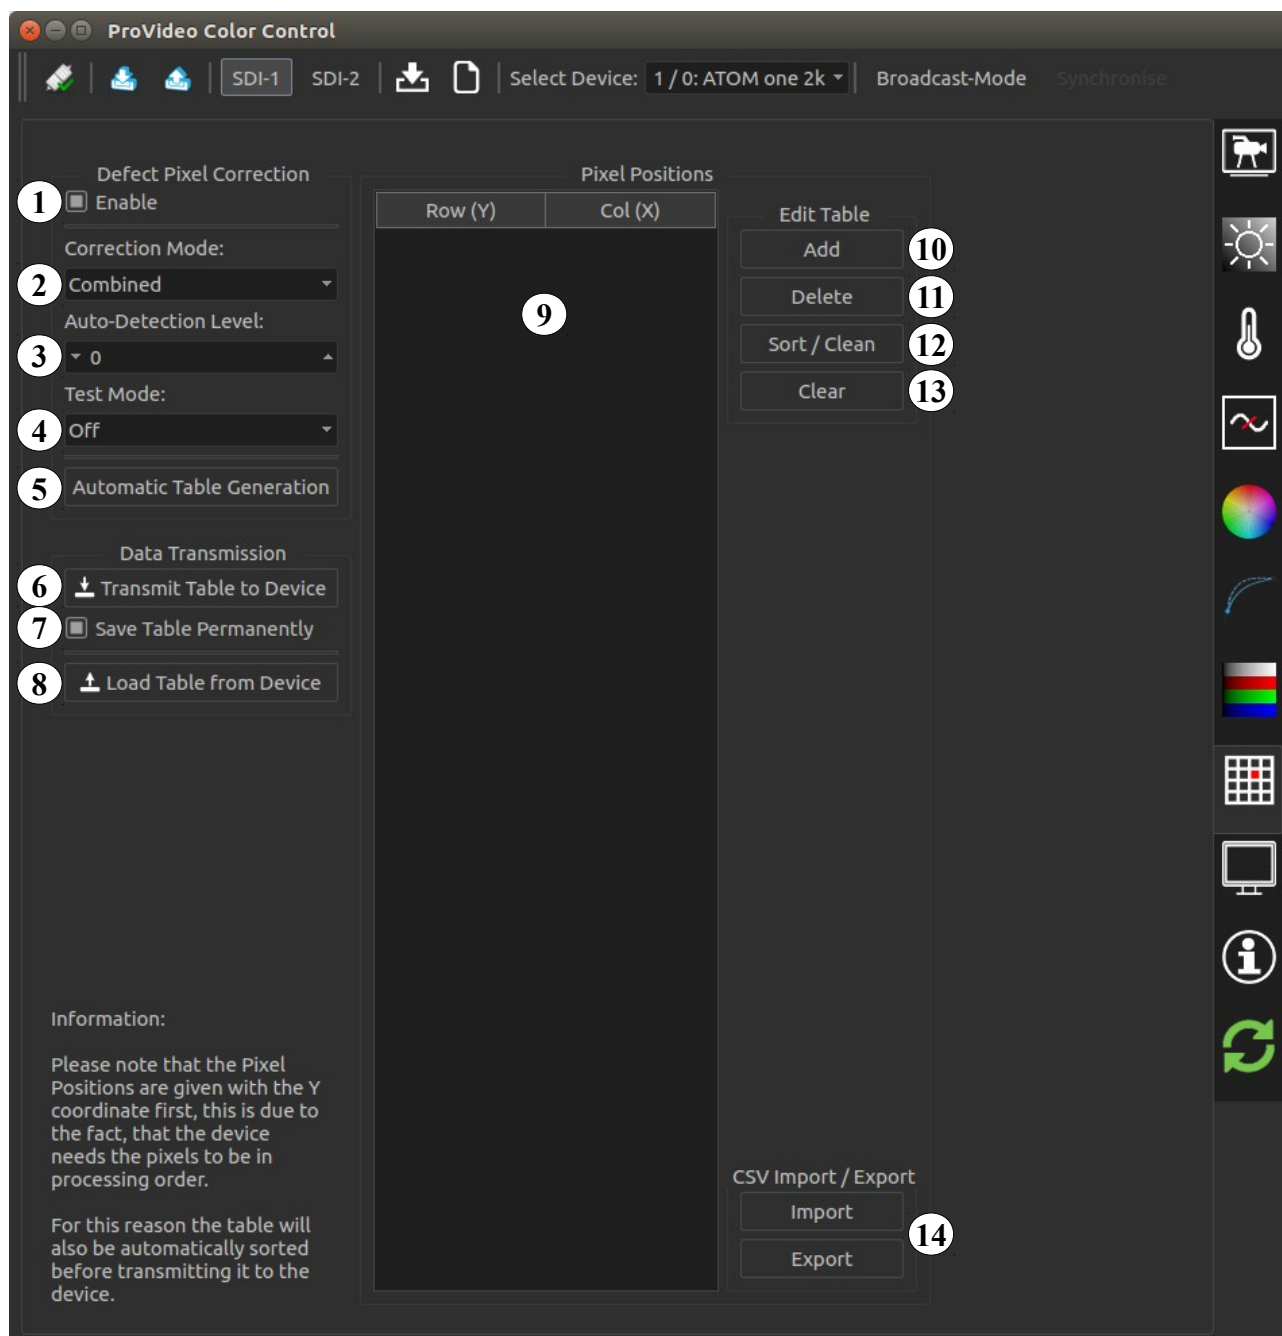 ProVideo Color Control
SDI-1 SDI-2 Select Device: 1 / 0: ATOM one 2k Broadcast-Mode Synchronise
Defect Pixel Correction
1 Enable
Correction Mode:
2 Combined
Auto-Detection Level:
3 0
Test Mode:
4 Off
5 Automatic Table Generation
Data Transmission
6 Transmit Table to Device
7 Save Table Permanently
8 Load Table from Device
Information:
Please note that the Pixel
Positions are given with the Y
coordinate first, this is due to
the fact, that the device
needs the pixels to be in
processing order.
For this reason the table will
also be automatically sorted
before transmitting it to the
device.
Pixel Positions
Row (Y) Col (X)
9
Edit Table
Add 10
Delete 11
Sort / Clean 12
Clear 13
CSV Import / Export
Import
14
Export